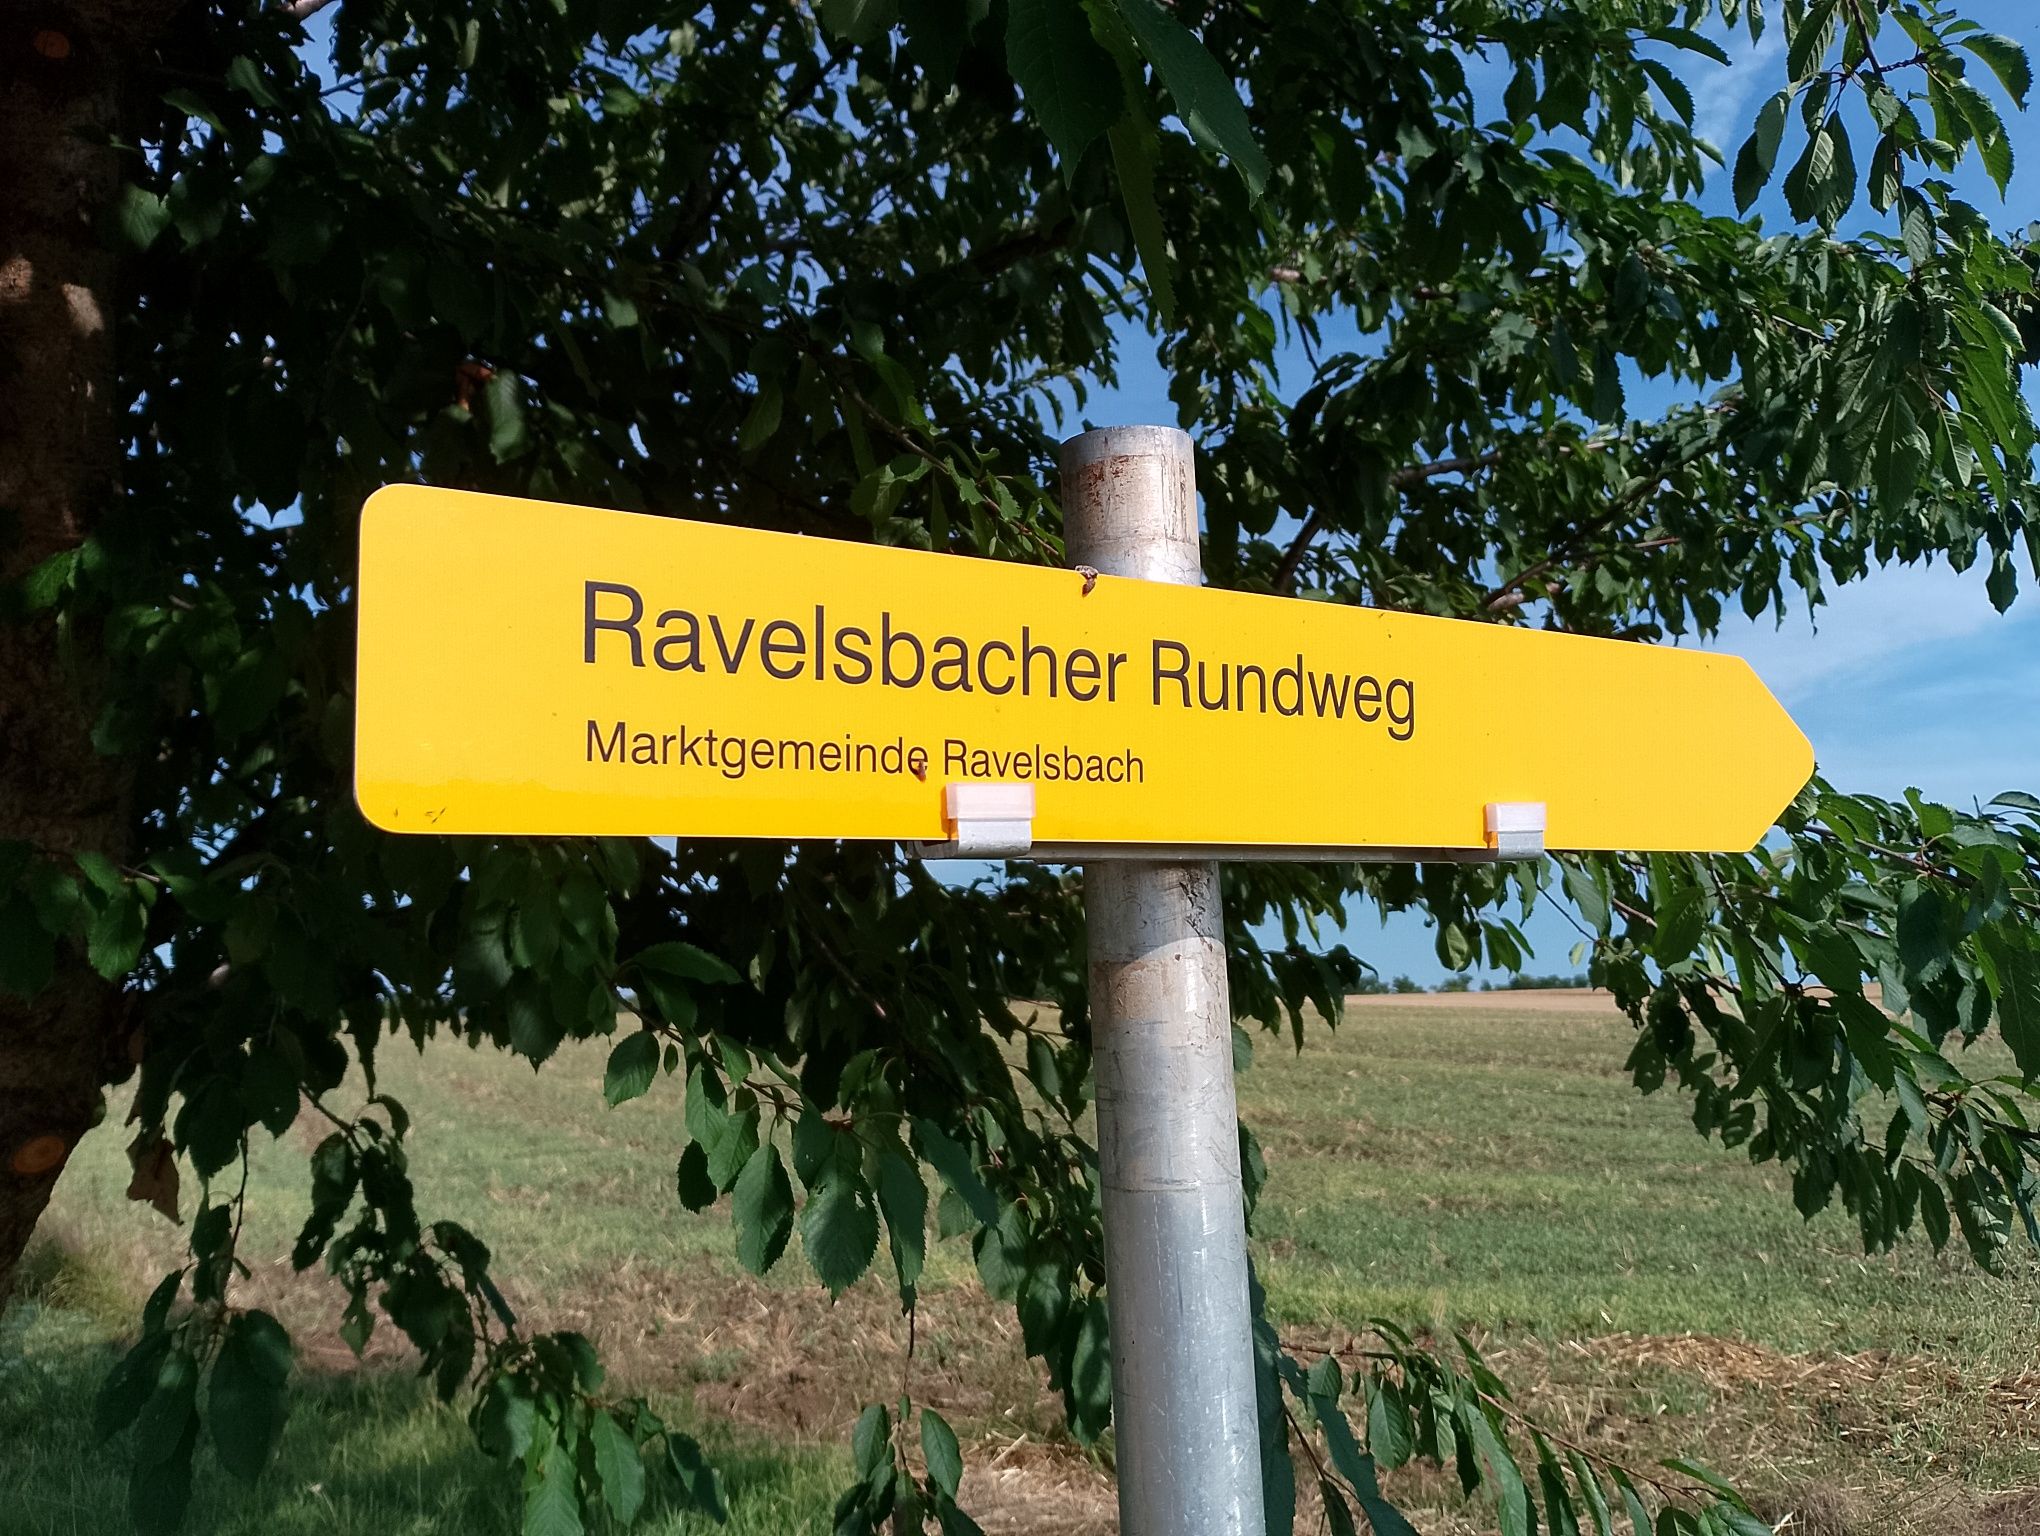 Ravelsbacher Rundweg
Marktgemeinde Ravelsbach